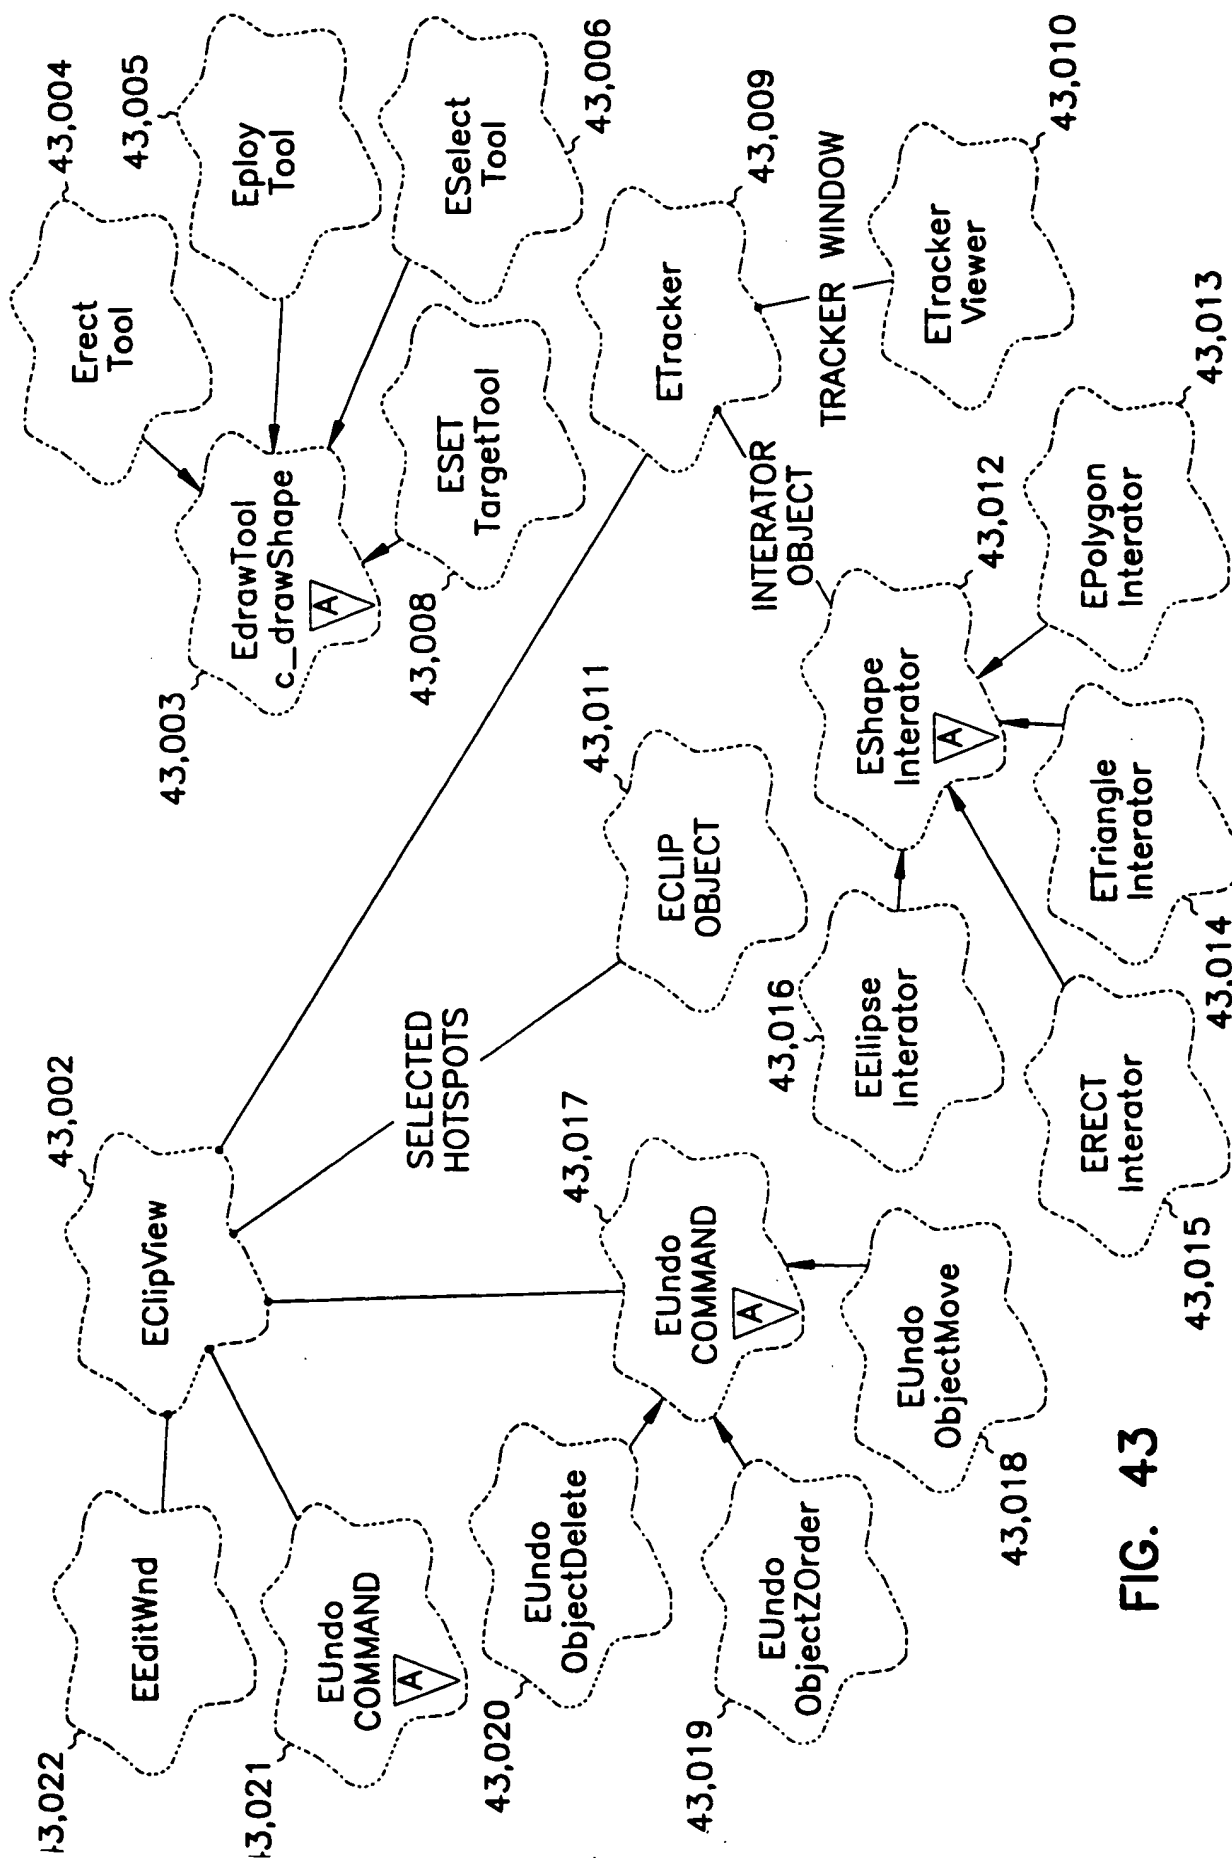 43,004
Erect
Tool
43,005
Eploy
Tool
43,006
ESelect
Tool
43,003
EdrawTool
c_drawShape
A
43,008
ESET
TargetTool
43,009
ETracker
TRACKER WINDOW
43,010
ETracker
Viewer
INTERATOR
OBJECT
43,002
EClipView
SELECTED
HOTSPOTS
43,011
ECLIP
OBJECT
43,012
EShape
Interator
A
43,013
EPolygon
Interator
43,014
ETriangle
Interator
43,015
ERECT
Interator
43,016
EEllipse
Interator
43,017
EUndo
COMMAND
A
43,018
EUndo
ObjectMove
43,019
EUndo
ObjectZOrder
43,020
EUndo
ObjectDelete
43,021
EUndo
COMMAND
A
43,022
EEditWnd
FIG. 43